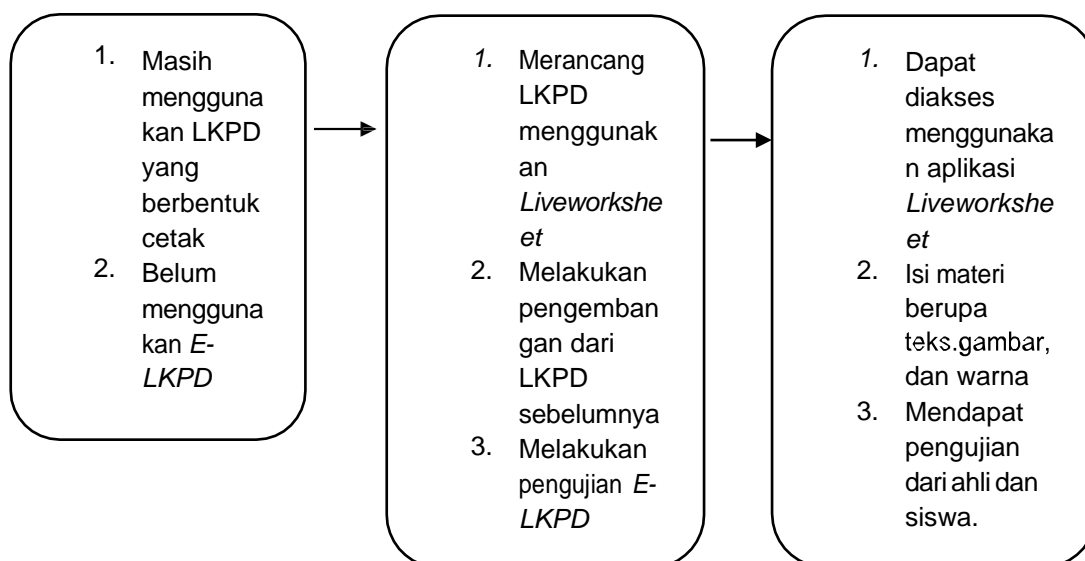 1. Masih
mengguna
kan LKPD
yang
berbentuk
cetak
2. Belum
mengguna
kan E-
LKPD
1. Merancang
LKPD
menggunak
an
Liveworkshe
et
2. Melakukan
pengemban
gan dari
LKPD
sebelumnya
3. Melakukan
pengujian E-
LKPD
1. Dapat
diakses
menggunaka
n aplikasi
Liveworkshe
et
2. Isi materi
berupa
teks.gambar,
dan warna
3. Mendapat
pengujian
dari ahli dan
siswa.